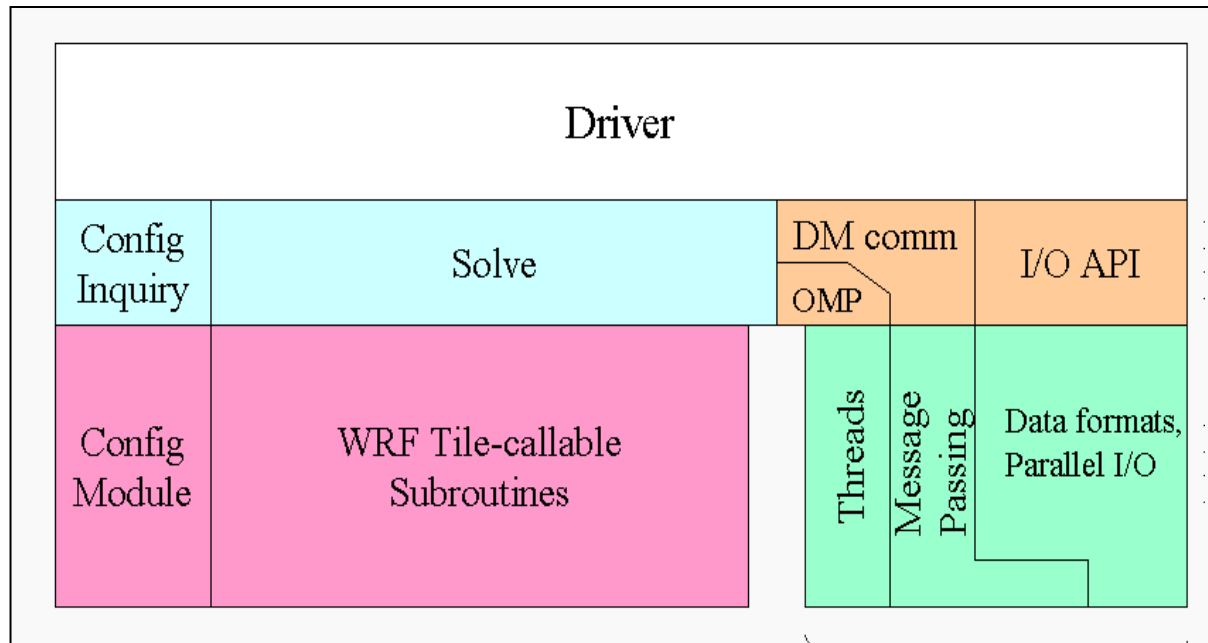 Driver
Config
Inquiry
Solve
DM comm
OMP
I/O API
Config
Module
WRF Tile-callable
Subroutines
Threads
Message
Passing
Data formats,
Parallel I/O